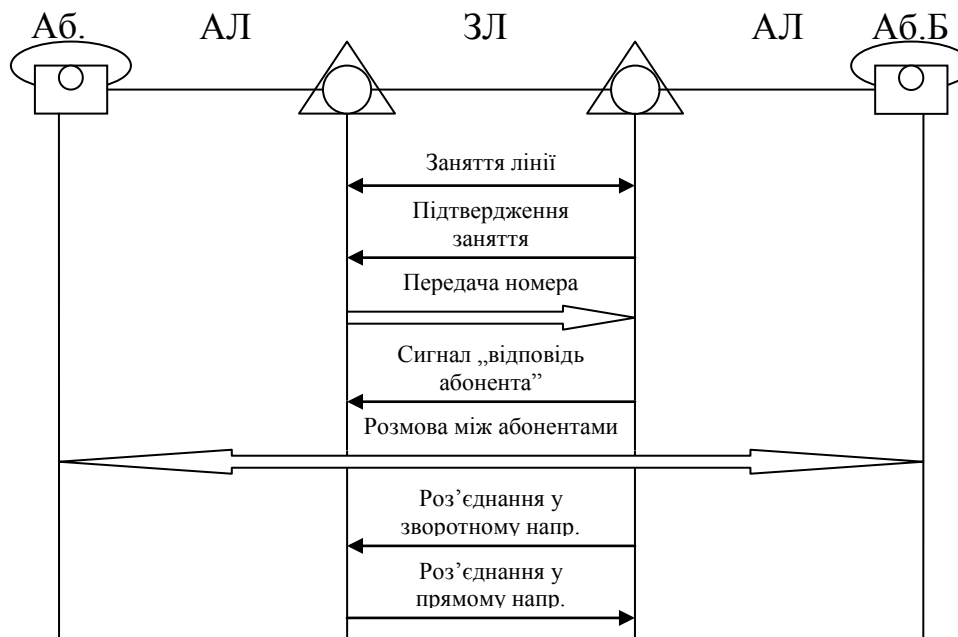 Аб. АЛ ЗЛ АЛ Аб.Б
Заняття лінії
Підтвердження
заняття
Передача номера
Сигнал „відповідь
абонента”
Розмова між абонентами
Роз’єднання у
зворотному напр.
Роз’єднання у
прямому напр.